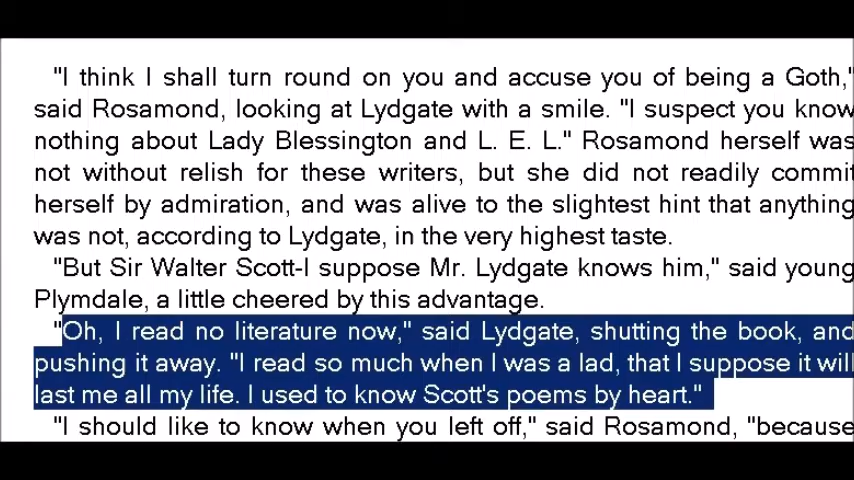 "I think I shall turn round on you and accuse you of being a Goth,"
said Rosamond, looking at Lydgate with a smile. "I suspect you know
nothing about Lady Blessington and L. E. L." Rosamond herself was
not without relish for these writers, but she did not readily commit
herself by admiration, and was alive to the slightest hint that anything
was not, according to Lydgate, in the very highest taste.
"But Sir Walter Scott-I suppose Mr. Lydgate knows him," said young
Plymdale, a little cheered by this advantage.
"Oh, I read no literature now," said Lydgate, shutting the book, and
pushing it away. "I read so much when I was a lad, that I suppose it will
last me all my life. I used to know Scott's poems by heart."
"I should like to know when you left off," said Rosamond, "because